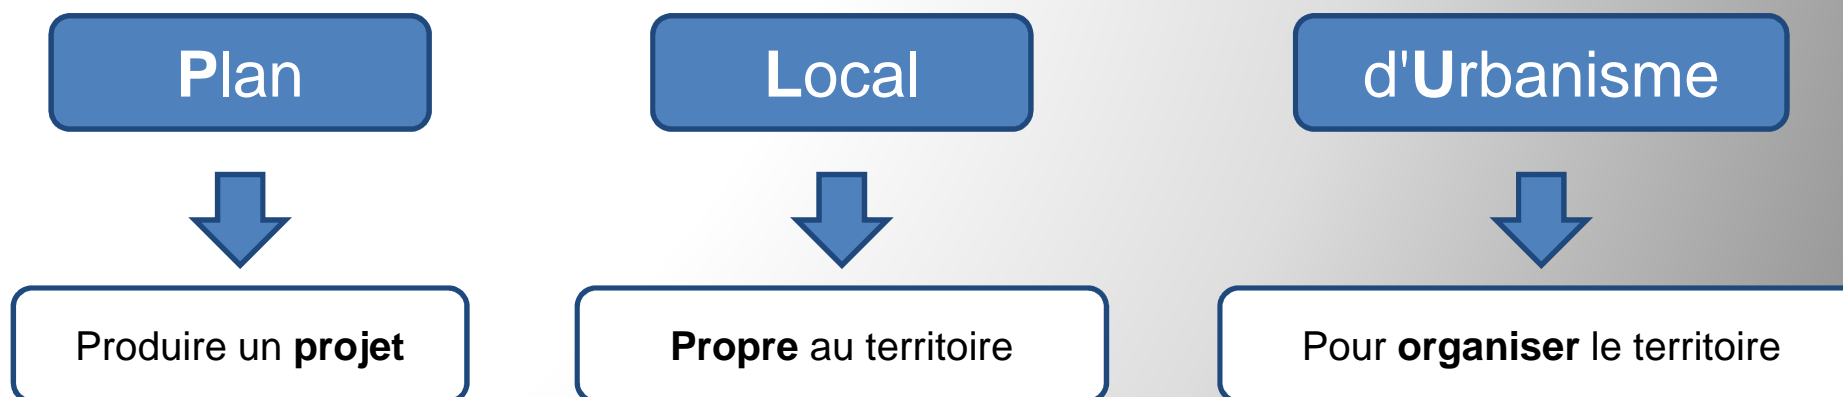 Plan
Local
d'Urbanisme
Produire un projet
Propre au territoire
Pour organiser le territoire